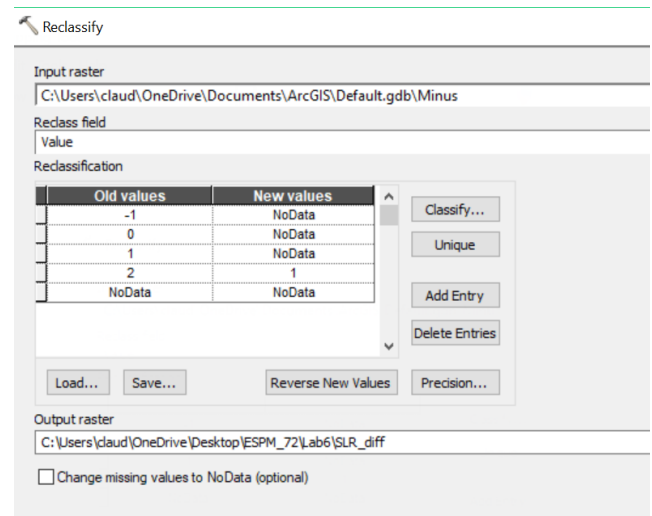 Reclassify
Input raster
C:\Users\claud\OneDrive\Documents\ArcGIS\Default.gdb\Minus
Reclass field
Value
Reclassification
Old values New values
-1 NoData
0 NoData
1 NoData
2 1
NoData NoData
Classify...
Unique
Add Entry
Delete Entries
Load... Save... Reverse New Values Precision...
Output raster
C:\Users\claud\OneDrive\Desktop\ESPM_72\Lab6\SLR_diff
Change missing values to NoData (optional)